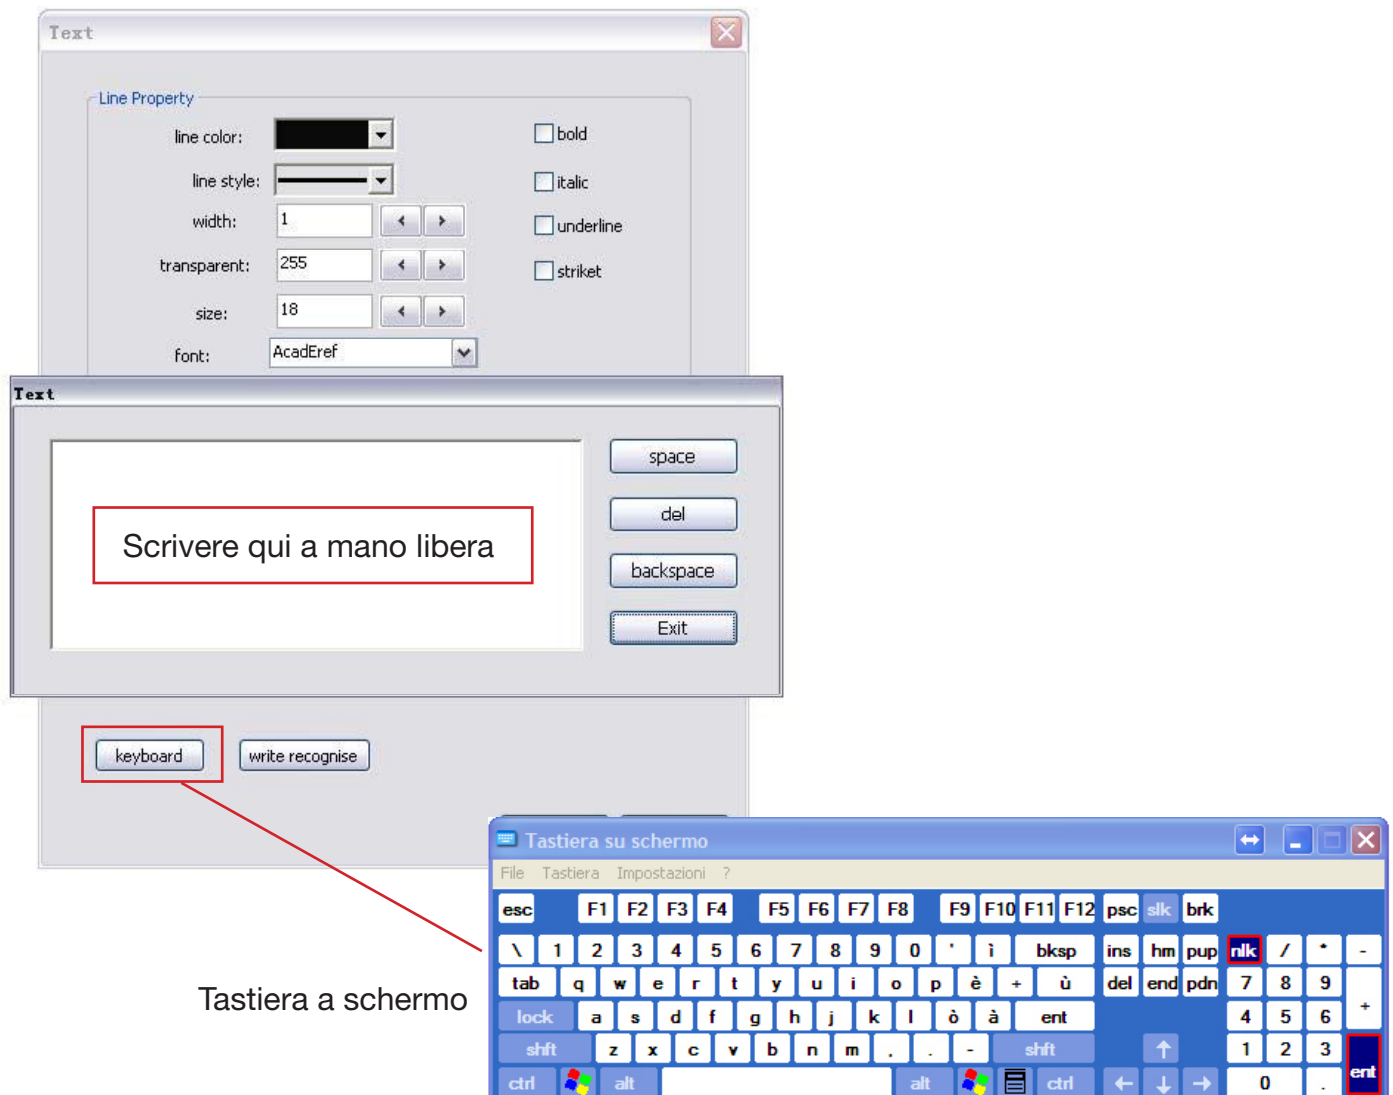 Text
Line Property
line color:
bold
line style:
italic
width: 1
underline
transparent: 255
striket
size: 18
font: AcadEref
Text
space
Scrivere qui a mano libera
del
backspace
Exit
keyboard
write recognise
Tastiera su schermo
File Tastiera Impostazioni ?
esc F1 F2 F3 F4 F5 F6 F7 F8 F9 F10 F11 F12 psc slk brk
\ 1 2 3 4 5 6 7 8 9 0 ' ì bksp ins hm pup nlk / * -
tab q w e r t y u i o p è + ù del end pdn 7 8 9 +
lock a s d f g h j k l ò à ent 4 5 6
shft z x c v b n m , . - shft ↑ 1 2 3 ent
ctrl alt alt ctrl ← ↓ → 0 .
Tastiera a schermo